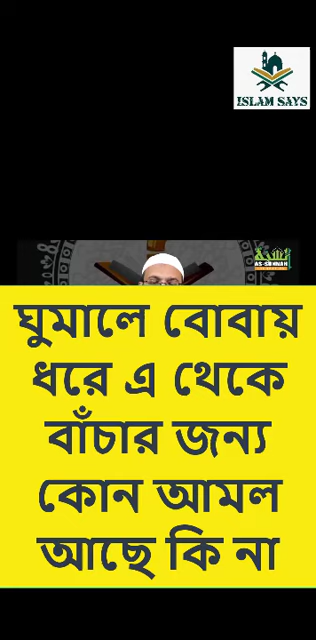 ISLAM SAYS
AS-SUNNAH
ঘুমালে বোবায়
ধরে এ থেকে
বাঁচার জন্য
কোন আমল
আছে কি না